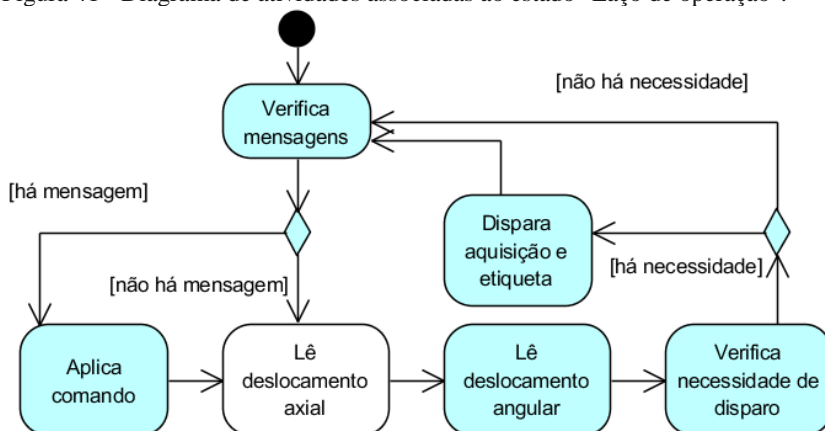 Figura 41 - Diagrama de atividades associadas ao estado "Laço de operação".
Verifica
mensagens
[não há necessidade]
[há mensagem]
Dispara
aquisição e
etiqueta
[há necessidade]
[não há mensagem]
Aplica
comando
Lê
deslocamento
axial
Lê
deslocamento
angular
Verifica
necessidade de
disparo